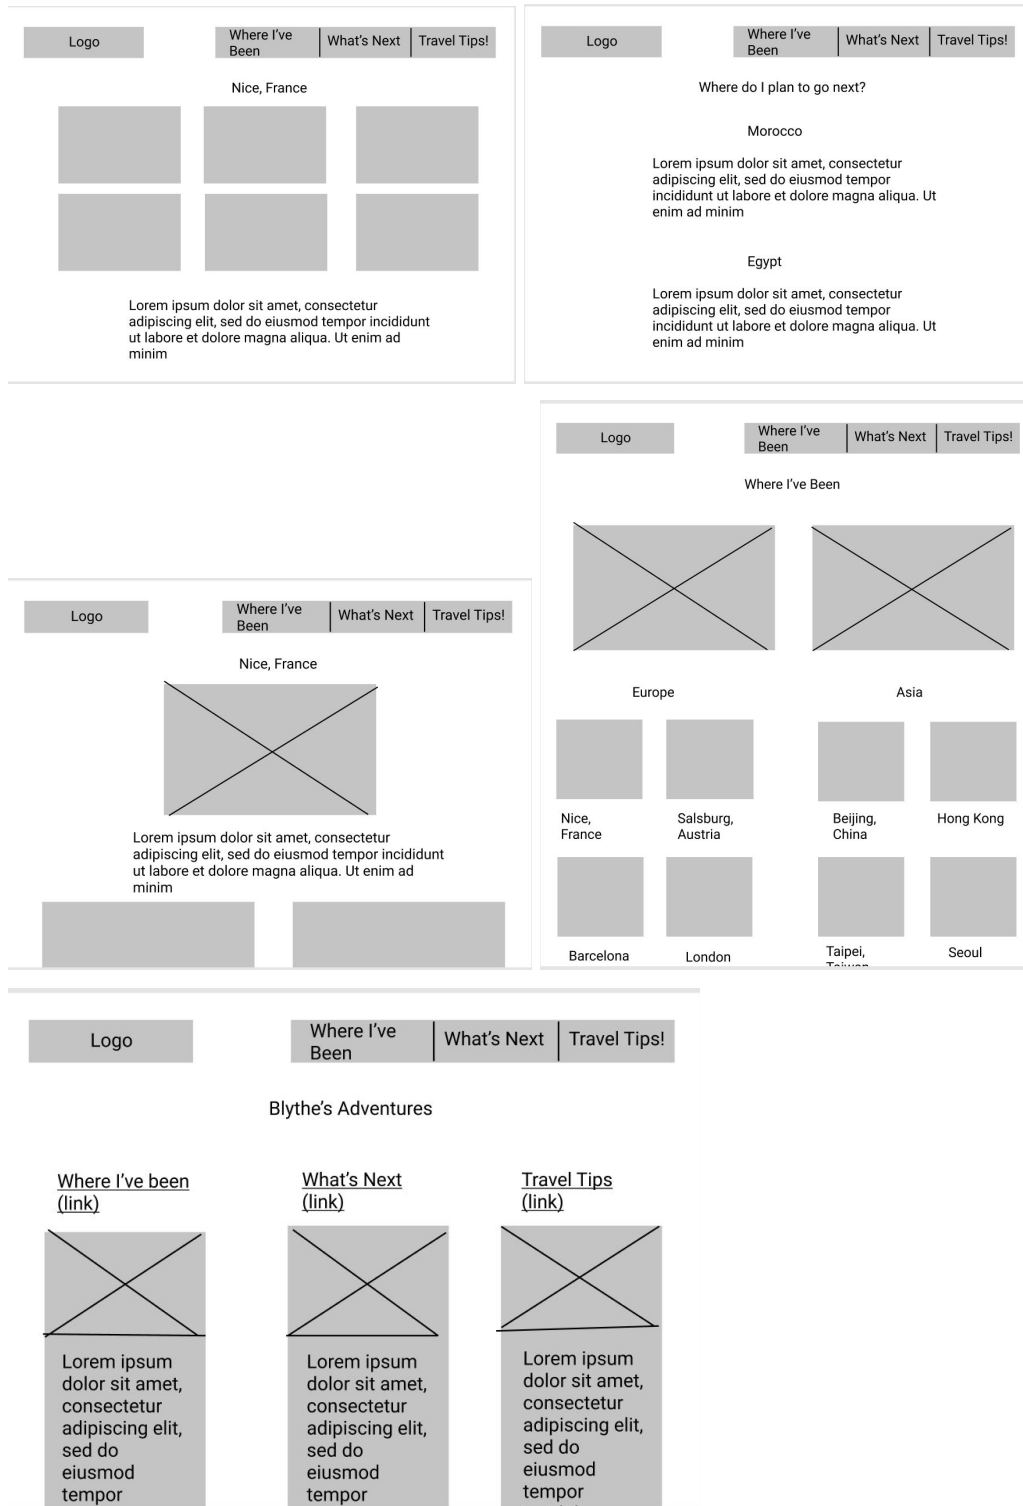 Logo
Where I've
Been
What's Next
Travel Tips!
Nice, France
Lorem ipsum dolor sit amet, consectetur
adipiscing elit, sed do eiusmod tempor incididunt
ut labore et dolore magna aliqua. Ut enim ad
minim
Logo
Where I've
Been
What's Next
Travel Tips!
Where do I plan to go next?
Morocco
Lorem ipsum dolor sit amet, consectetur
adipiscing elit, sed do eiusmod tempor
incididunt ut labore et dolore magna aliqua. Ut
enim ad minim
Egypt
Lorem ipsum dolor sit amet, consectetur
adipiscing elit, sed do eiusmod tempor
incididunt ut labore et dolore magna aliqua. Ut
enim ad minim
Logo
Where I've
Been
What's Next
Travel Tips!
Nice, France
Lorem ipsum dolor sit amet, consectetur
adipiscing elit, sed do eiusmod tempor incididunt
ut labore et dolore magna aliqua. Ut enim ad
minim
Logo
Where I've
Been
What's Next
Travel Tips!
Where I've Been
Europe
Asia
Nice,
France
Salsburg,
Austria
Beijing,
China
Hong Kong
Barcelona
London
Taipei,
Taiwan
Seoul
Logo
Where I've
Been
What's Next
Travel Tips!
Blythe's Adventures
Where I've been
(link)
What's Next
(link)
Travel Tips
(link)
Lorem ipsum
dolor sit amet,
consectetur
adipiscing elit,
sed do
eiusmod
tempor
Lorem ipsum
dolor sit amet,
consectetur
adipiscing elit,
sed do
eiusmod
tempor
Lorem ipsum
dolor sit amet,
consectetur
adipiscing elit,
sed do
eiusmod
tempor